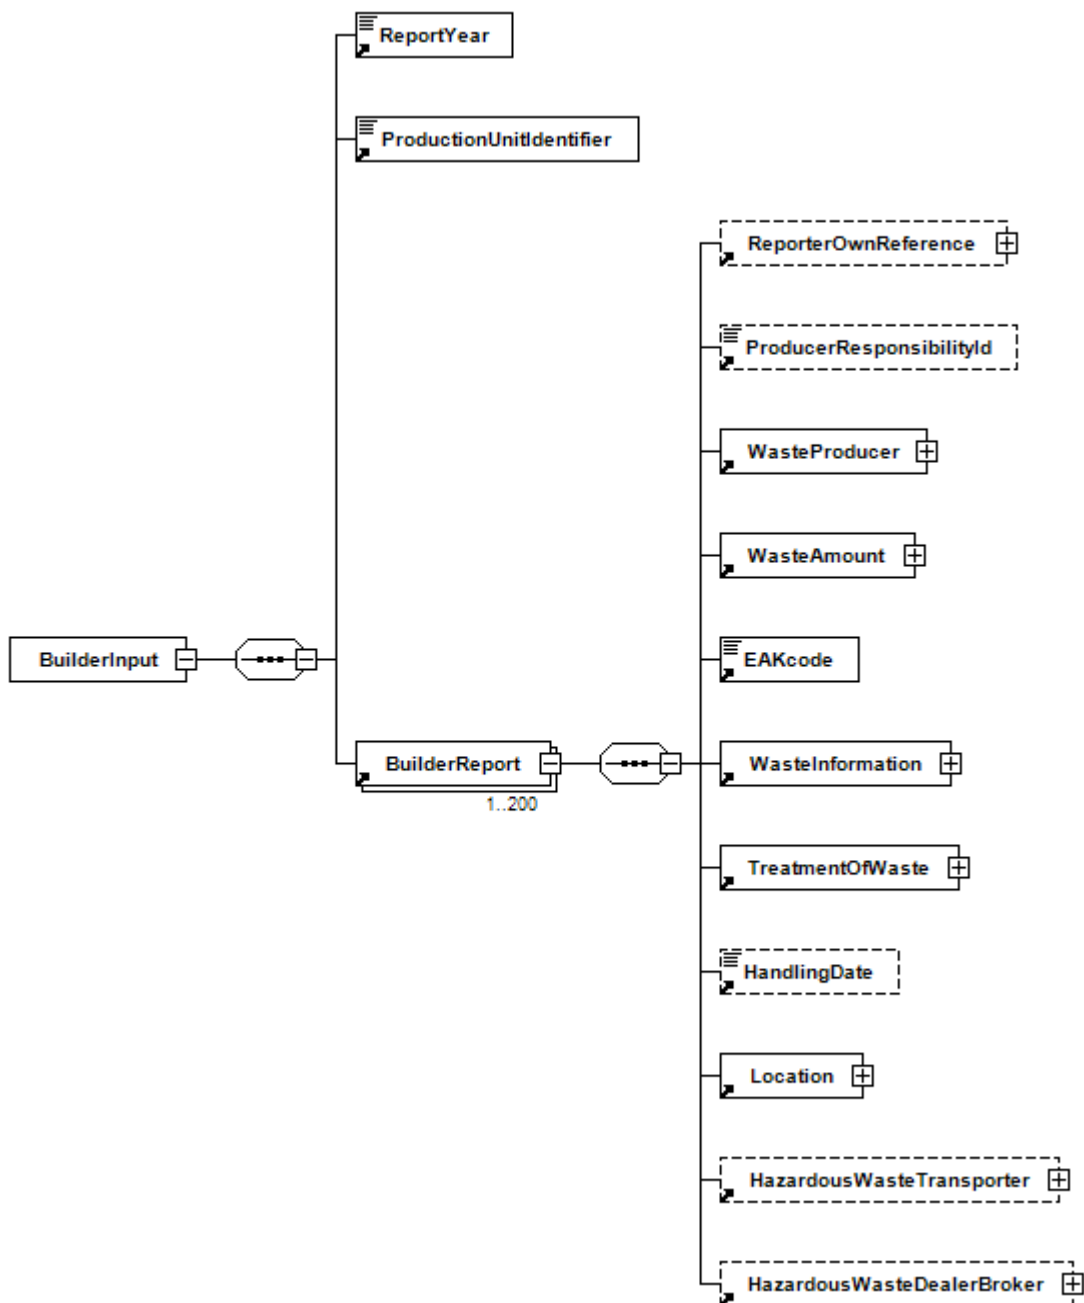 ReportYear
ProductionUnitIdentifier
ReporterOwnReference
ProducerResponsibilityId
WasteProducer
WasteAmount
BuilderInput
EAKcode
BuilderReport
WasteInformation
1..200
TreatmentOfWaste
HandlingDate
Location
HazardousWasteTransporter
HazardousWasteDealerBroker